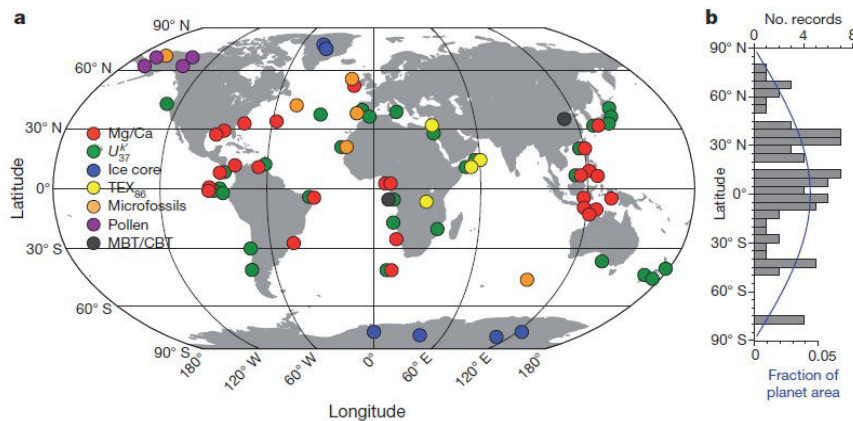 a
90° N
60° N
30° N
0°
30° S
60° S
90° S
Latitude
Mg/Ca
U37^k′
Ice core
TEX86
Microfossils
Pollen
MBT/CBT
180°
120° W
60° W
0°
60° E
120° E
180°
Longitude
b
No. records
0 4 8
90° N
60° N
30° N
0°
30° S
60° S
90° S
Latitude
0 0.05
Fraction of
planet area